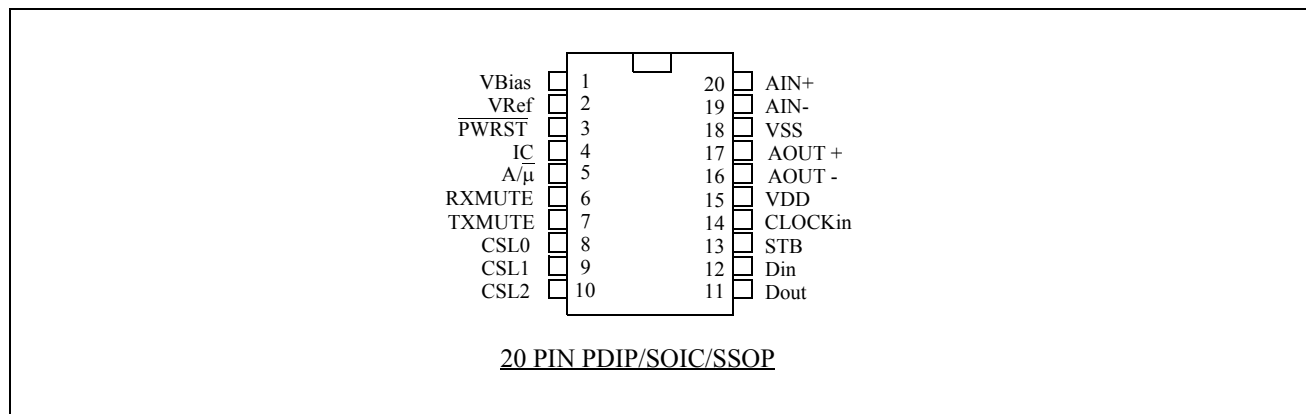 VBias 1 20 AIN+
VRef 2 19 AIN-
P̅W̅R̅S̅T̅ 3 18 VSS
IC 4 17 AOUT +
A/μ̅ 5 16 AOUT -
RXMUTE 6 15 VDD
TXMUTE 7 14 CLOCKin
CSL0 8 13 STB
CSL1 9 12 Din
CSL2 10 11 Dout
20 PIN PDIP/SOIC/SSOP